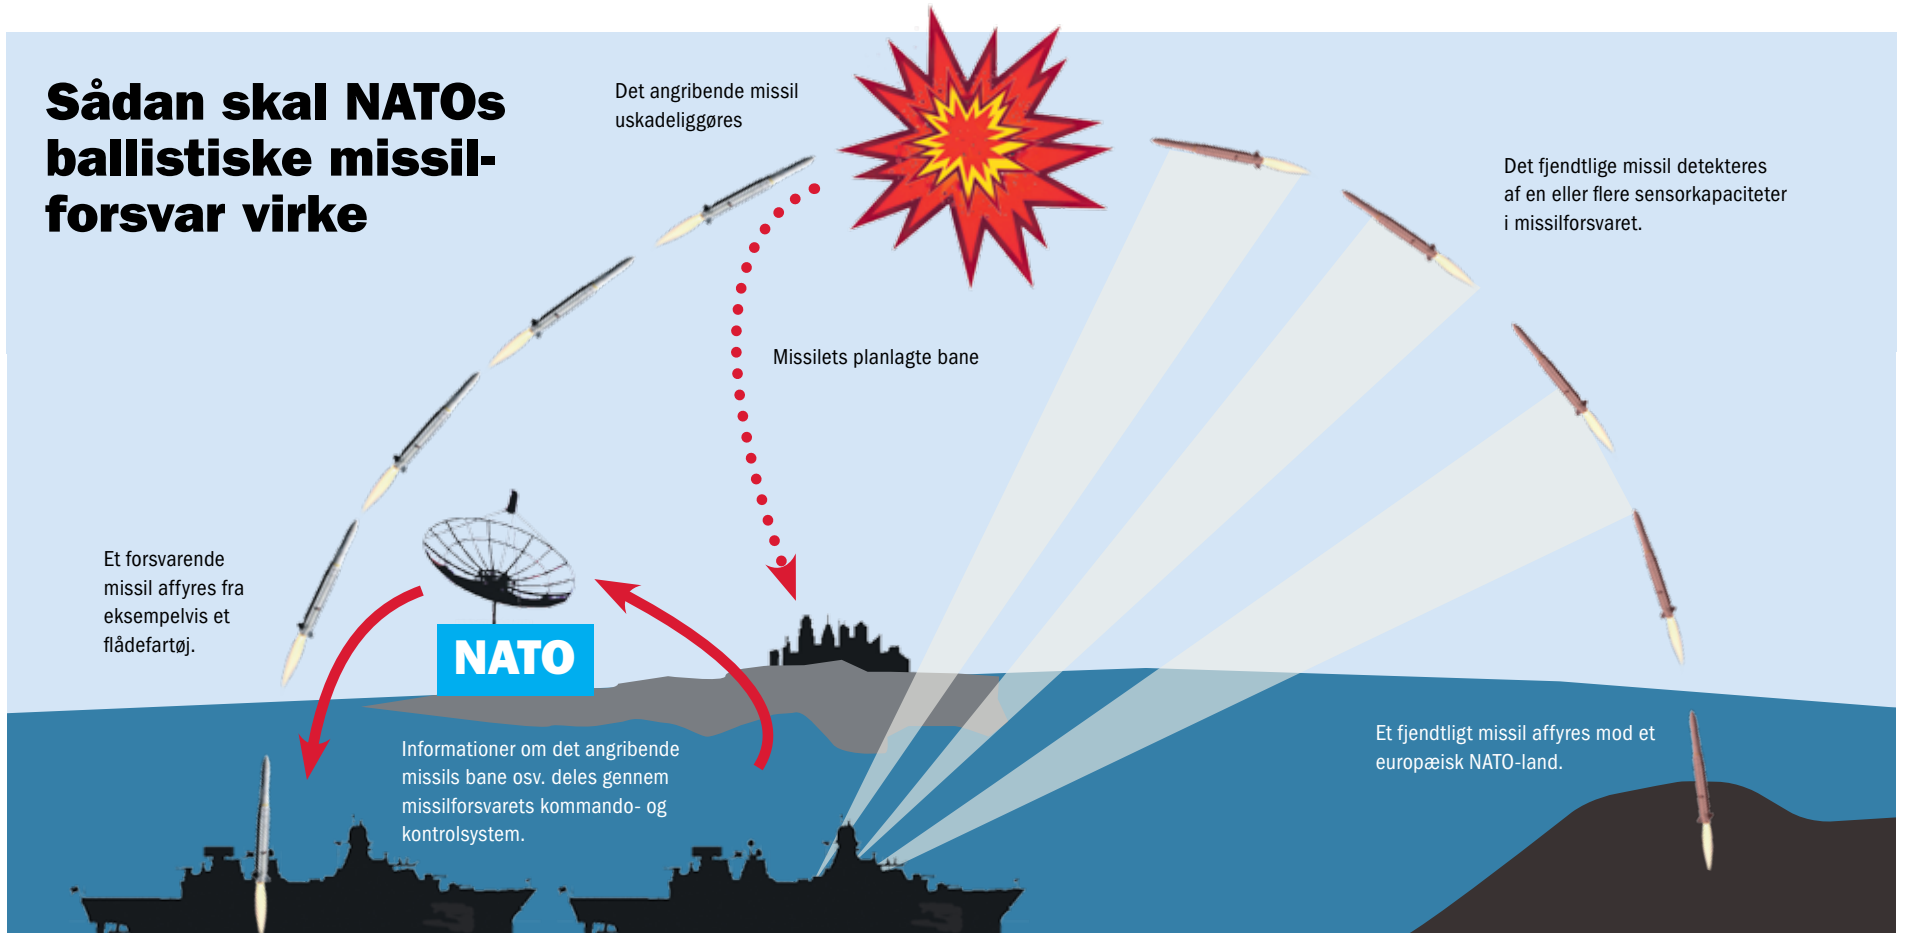 Sådan skal NATOs
ballistiske missil-
forsvar virke
Det angribende missil
uskadeliggøres
Det fjendtlige missil detekteres
af en eller flere sensorkapaciteter
i missilforsvaret.
Missilets planlagte bane
Et forsvarende
missil affyres fra
eksempelvis et
flådefartøj.
NATO
Informationer om det angribende
missils bane osv. deles gennem
missilforsvarets kommando- og
kontrolsystem.
Et fjendtligt missil affyres mod et
europæisk NATO-land.